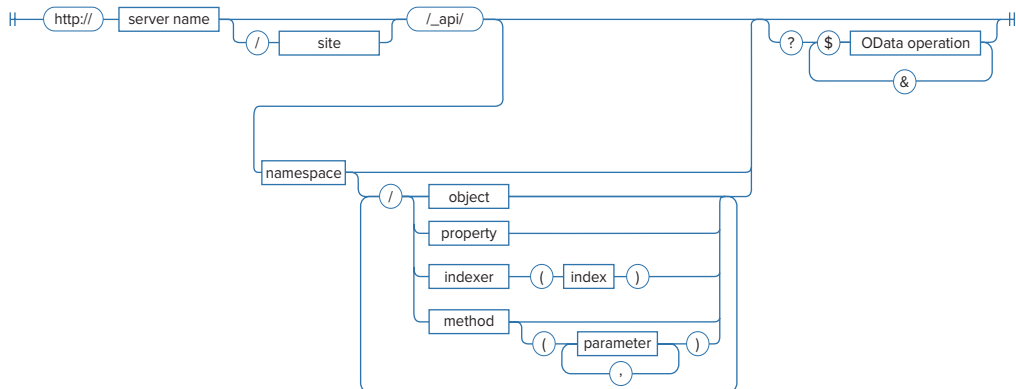 http:// server name /_api/
/ site ? $ OData operation
&
namespace
/ object
property
indexer ( index )
method
( parameter )
,